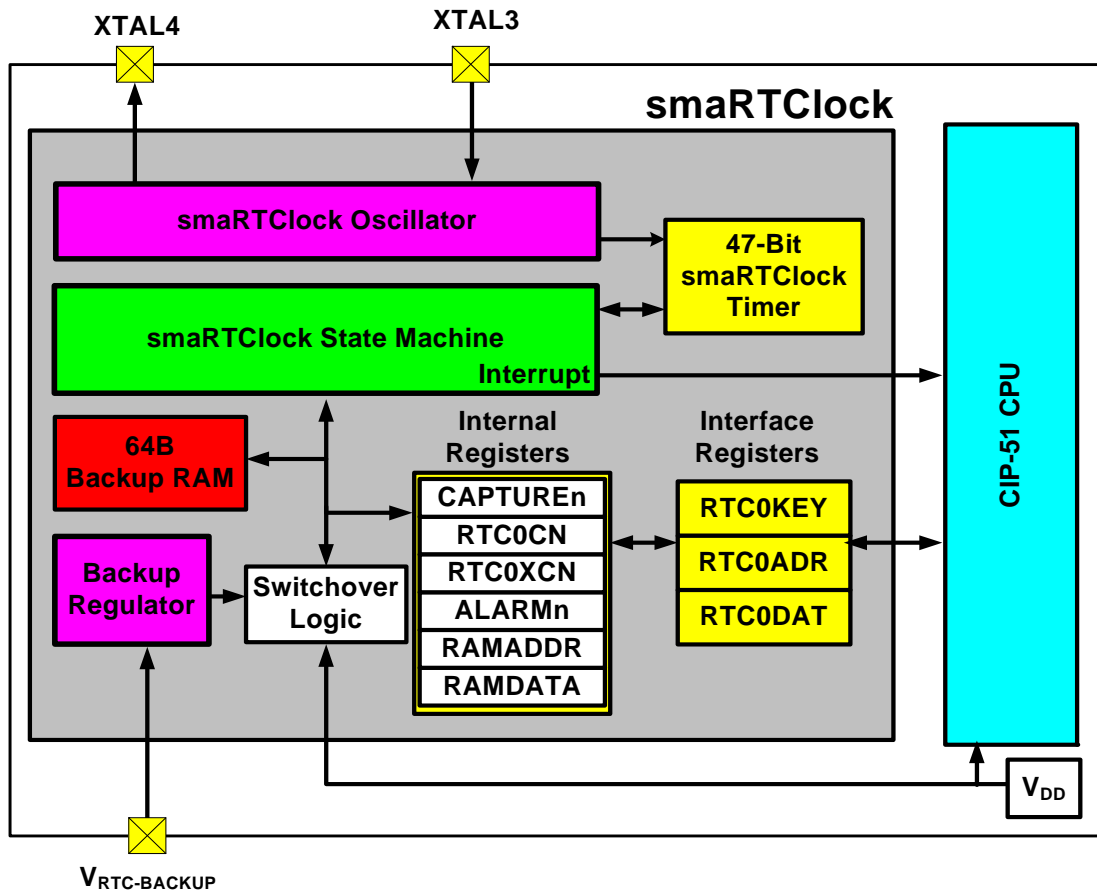 XTAL4
XTAL3
smaRTClock
smaRTClock Oscillator
47-Bit
smaRTClock
Timer
smaRTClock State Machine
Interrupt
CIP-51 CPU
64B
Backup RAM
Internal
Registers
Interface
Registers
CAPTUREn
RTC0CN
RTC0XCN
ALARMn
RAMADDR
RAMDATA
RTC0KEY
RTC0ADR
RTC0DAT
Backup
Regulator
Switchover
Logic
VDD
VRTC-BACKUP